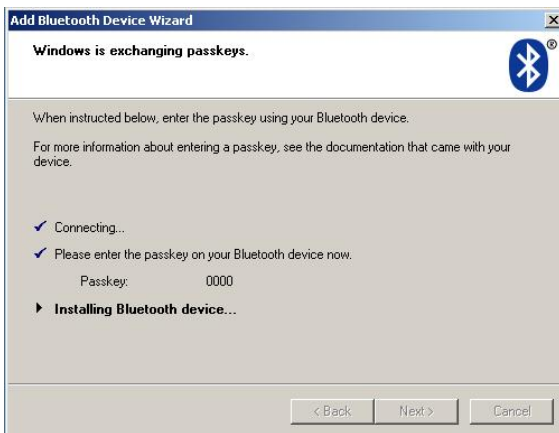 Add Bluetooth Device Wizard
Windows is exchanging passkeys.
When instructed below, enter the passkey using your Bluetooth device.
For more information about entering a passkey, see the documentation that came with your
device.
Connecting...
Please enter the passkey on your Bluetooth device now.
Passkey: 0000
Installing Bluetooth device...
< Back Next > Cancel